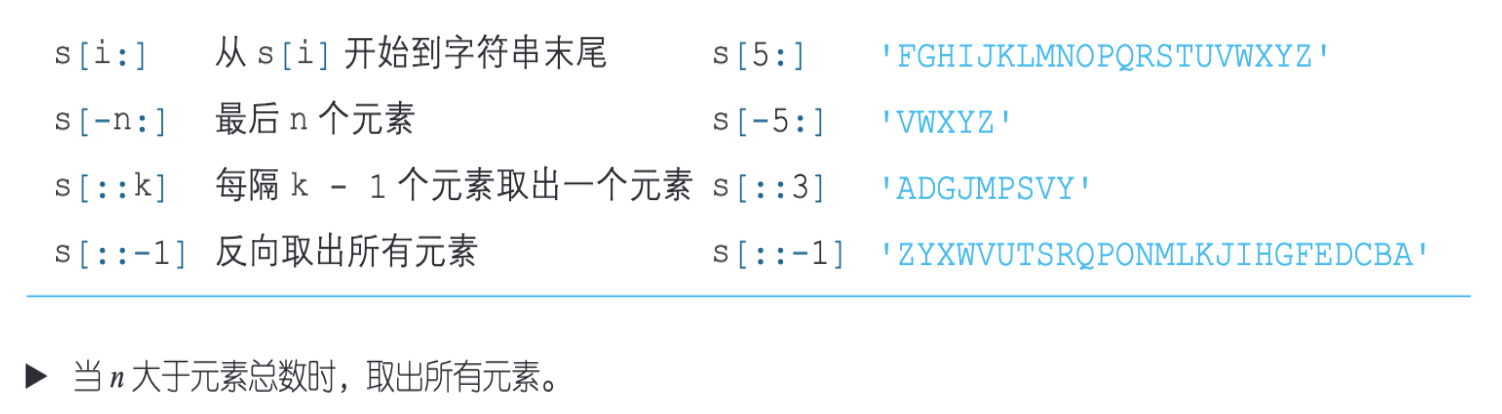 s[i:] 从 s[i] 开始到字符串末尾 s[5:] 'FGHIJKLMNOPQRSTUVWXYZ'
s[-n:] 最后 n 个元素 s[-5:] 'VWXYZ'
s[::k] 每隔 k - 1 个元素取出一个元素 s[::3] 'ADGJMPSVY'
s[::-1] 反向取出所有元素 s[::-1] 'ZYXWVUTSRQPONMLKJIHGFEDCBA'
▶ 当 n 大于元素总数时，取出所有元素。